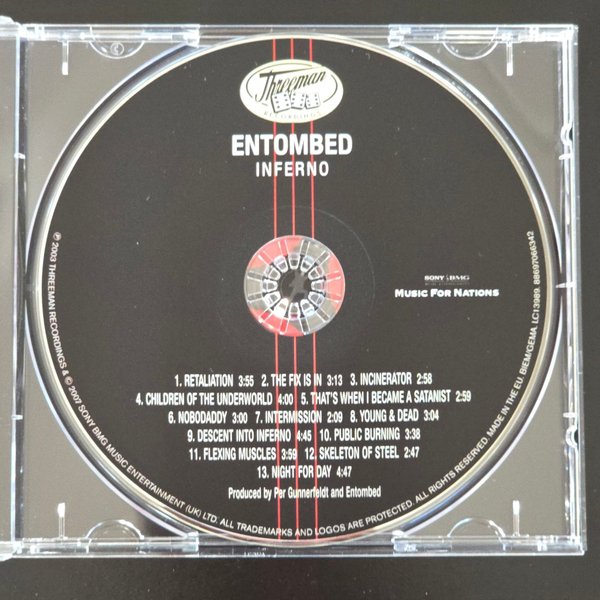 Threeman
RECORDINGS
ENTOMBED
INFERNO
SONY BMG
MUSIC FOR NATIONS
1. RETALIATION 3:55 2. THE FIX IS IN 3:13 3. INCINERATOR 2:58
4. CHILDREN OF THE UNDERWORLD 4:00 5. THAT'S WHEN I BECAME A SATANIST 2:59
6. NOBODADDY 3:00 7. INTERMISSION 2:09 8. YOUNG & DEAD 3:04
9. DESCENT INTO INFERNO 4:45 10. PUBLIC BURNING 3:38
11. FLEXING MUSCLES 3:59 12. SKELETON OF STEEL 2:47
13. NIGHT FOR DAY 4:47
Produced by Per Gunnerfeldt and Entombed
℗ 2003 THREEMAN RECORDINGS & © 2007 SONY BMG MUSIC ENTERTAINMENT (UK) LTD. ALL TRADEMARKS AND LOGOS ARE PROTECTED. ALL RIGHTS RESERVED. MADE IN THE EU. BIEM/GEMA. LC13989. 88697066342